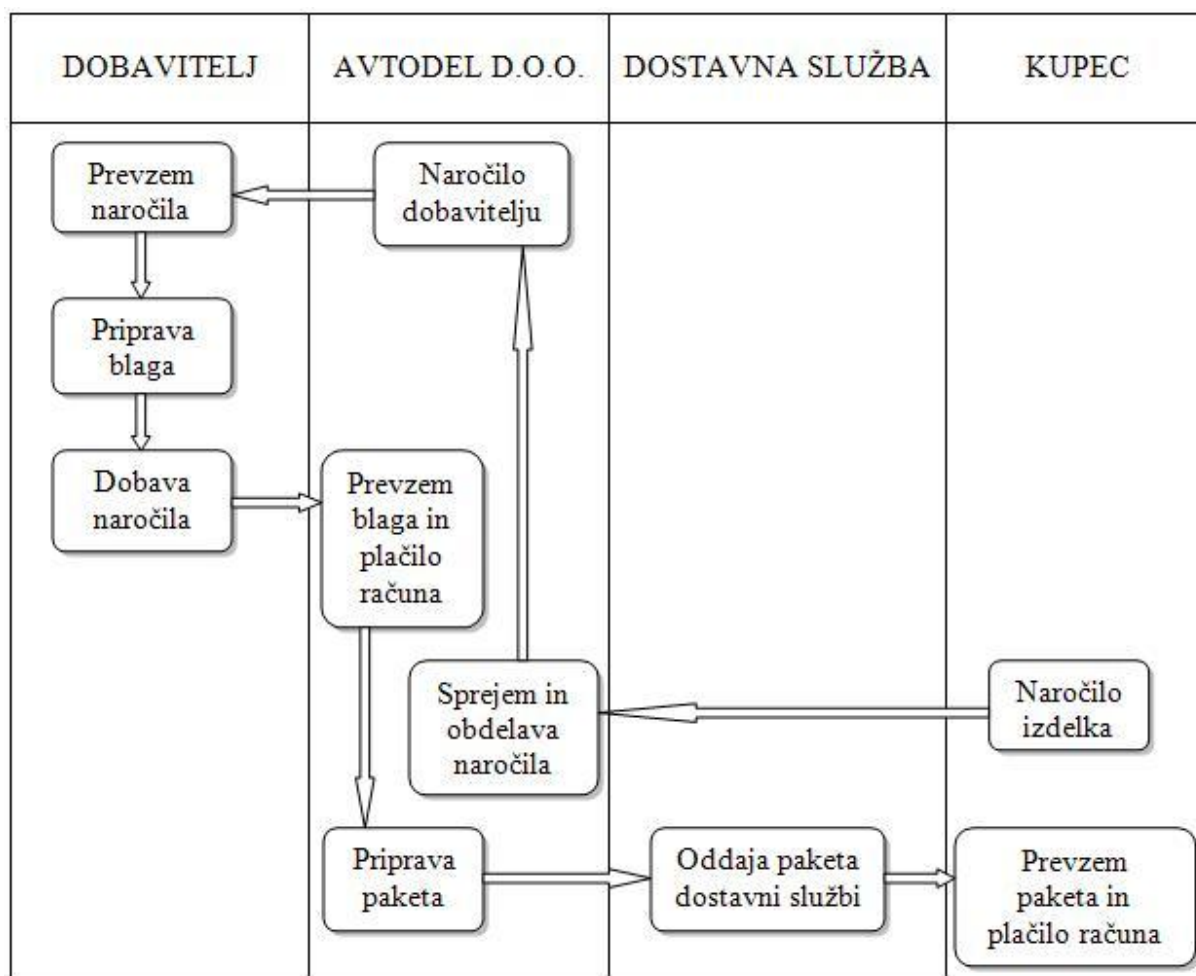 DOBAVITELJ
AVTODEL D.O.O.
DOSTAVNA SLUŽBA
KUPEC
Prevzem
naročila
Naročilo
dobavitelju
Priprava
blaga
Dobava
naročila
Prevzem
blaga in
plačilo
računa
Sprejem in
obdelava
naročila
Naročilo
izdelka
Priprava
paketa
Oddaja paketa
dostavni službi
Prevzem
paketa in
plačilo računa